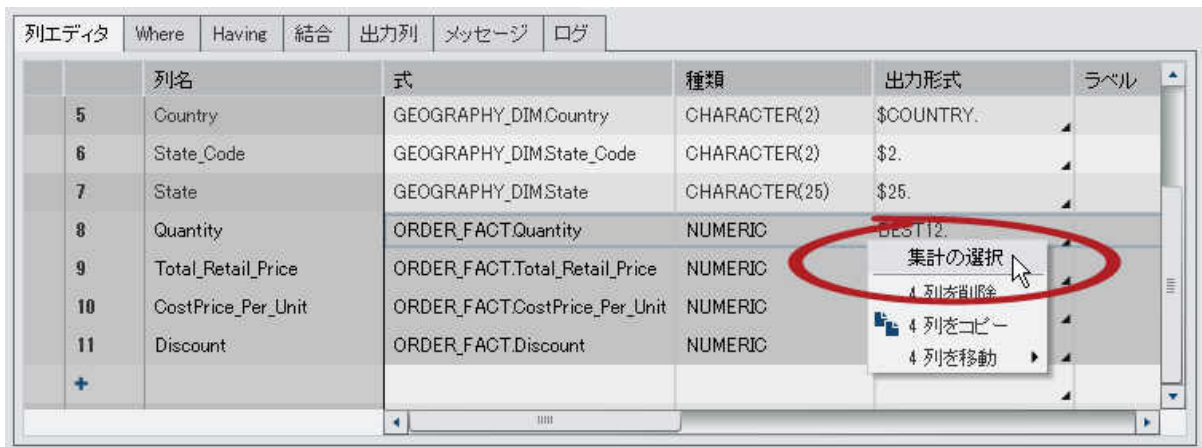 列エディタ Where Having 結合 出力列 メッセージ ログ
列名 式 種類 出力形式 ラベル
5 Country GEOGRAPHY_DIM.Country CHARACTER(2) $COUNTRY.
6 State_Code GEOGRAPHY_DIM.State_Code CHARACTER(2) $2.
7 State GEOGRAPHY_DIM.State CHARACTER(25) $25.
8 Quantity ORDER_FACT.Quantity NUMERIC BEST12.
集計の選択
9 Total_Retail_Price ORDER_FACT.Total_Retail_Price NUMERIC
4 列を削除
10 CostPrice_Per_Unit ORDER_FACT.CostPrice_Per_Unit NUMERIC
4 列をコピー
11 Discount ORDER_FACT.Discount NUMERIC
4 列を移動